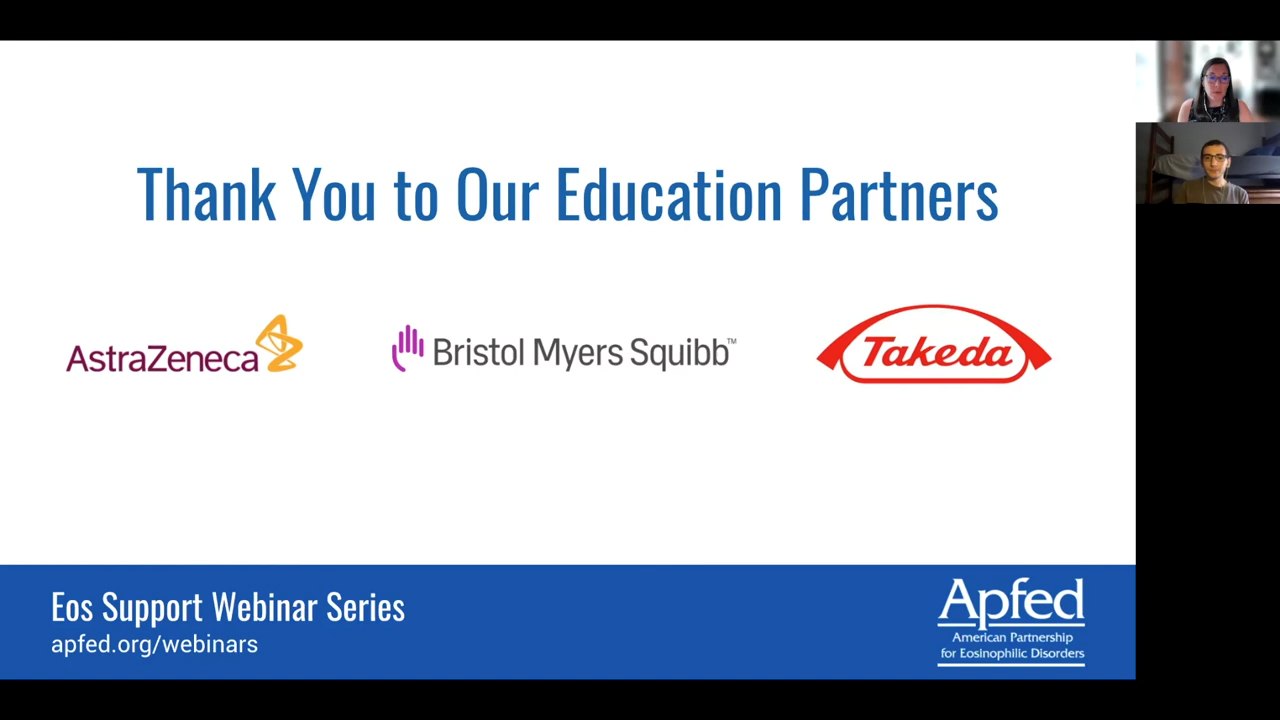 Thank You to Our Education Partners
AstraZeneca
Bristol Myers Squibb™
Takeda
Eos Support Webinar Series
apfed.org/webinars
Apfed
American Partnership
for Eosinophilic Disorders